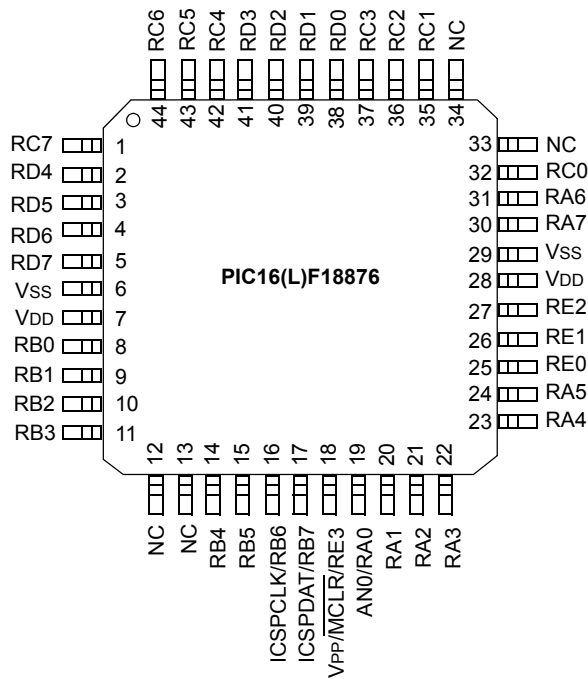 RC6
RC5
RC4
RD3
RD2
RD1
RD0
RC3
RC2
RC1
NC
44
43
42
41
40
39
38
37
36
35
34
RC7 1
RD4 2
RD5 3
RD6 4
RD7 5
VSS 6
VDD 7
RB0 8
RB1 9
RB2 10
RB3 11
PIC16(L)F18876
33 NC
32 RC0
31 RA6
30 RA7
29 VSS
28 VDD
27 RE2
26 RE1
25 RE0
24 RA5
23 RA4
12
13
14
15
16
17
18
19
20
21
22
NC
NC
RB4
RB5
ICSPCLK/RB6
ICSPDAT/RB7
VPP/MCLR/RE3
AN0/RA0
RA1
RA2
RA3